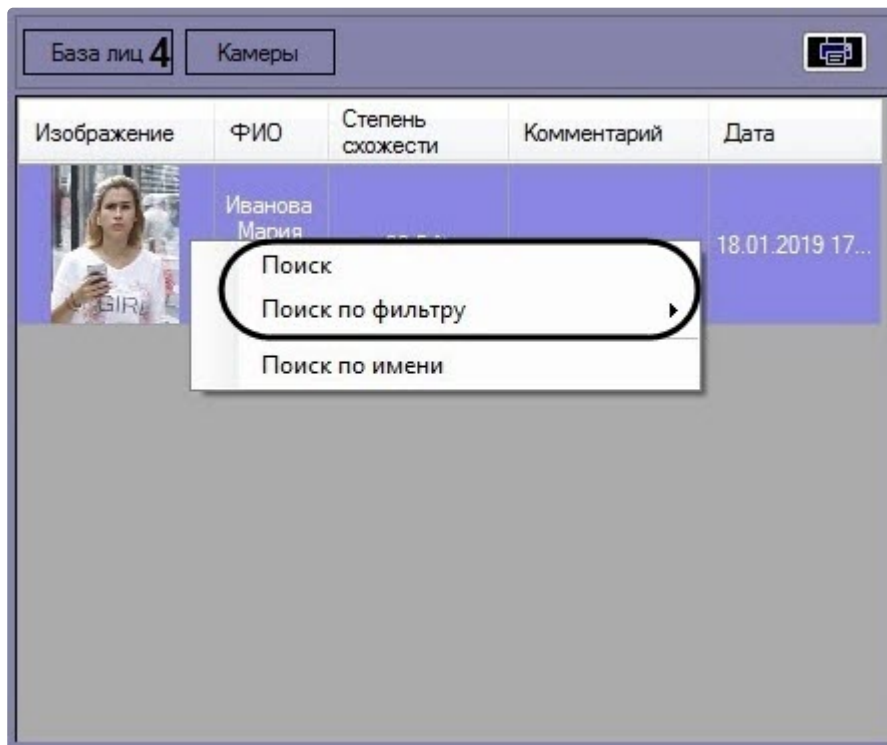 База лиц 4 Камеры
Изображение ФИО Степень схожести Комментарий Дата
Иванова
Мария
18.01.2019 17...
Поиск
Поиск по фильтру
Поиск по имени
GIRL